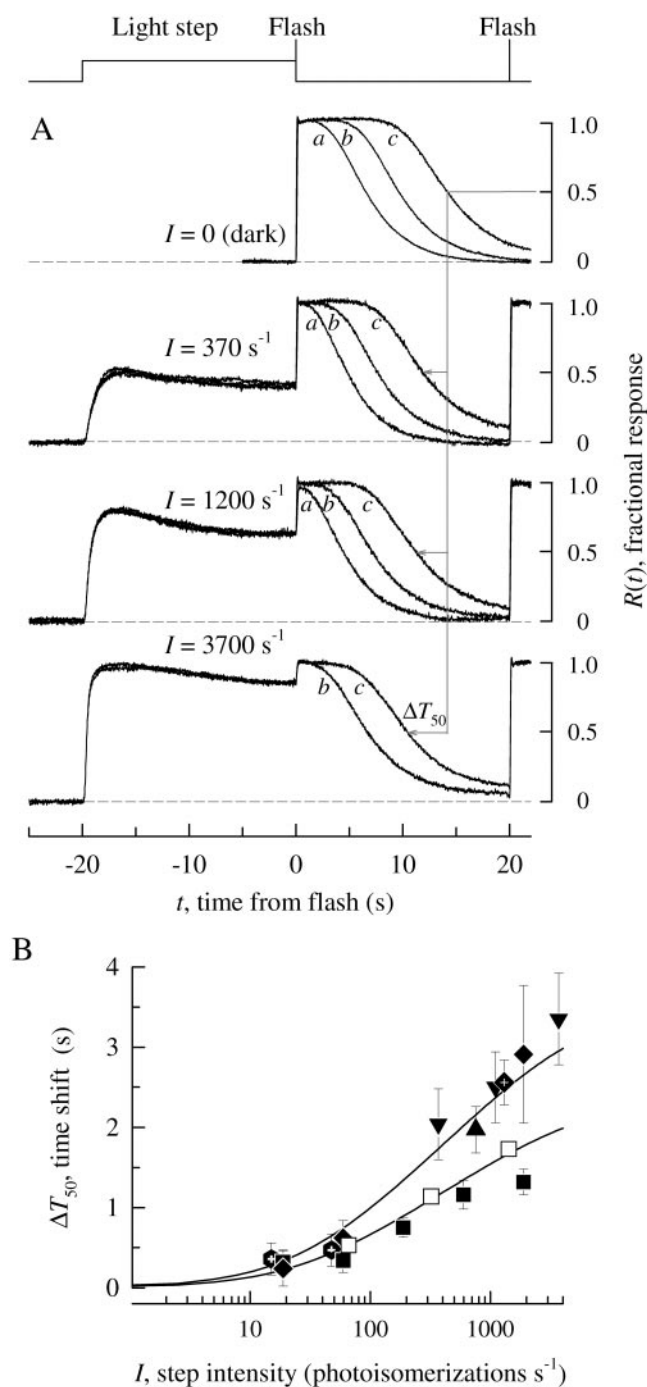 Light step Flash Flash
A
a b c
1.0
0.5
0
I = 0 (dark)
I = 370 s⁻¹
a b c
1.0
0.5
0
I = 1200 s⁻¹
a b c
1.0
0.5
0
I = 3700 s⁻¹
b c
ΔT₅₀
1.0
0.5
0
R(t), fractional response
-20 -10 0 10 20
t, time from flash (s)
B
4
3
2
1
0
ΔT₅₀, time shift (s)
10 100 1000
I, step intensity (photoisomerizations s⁻¹)